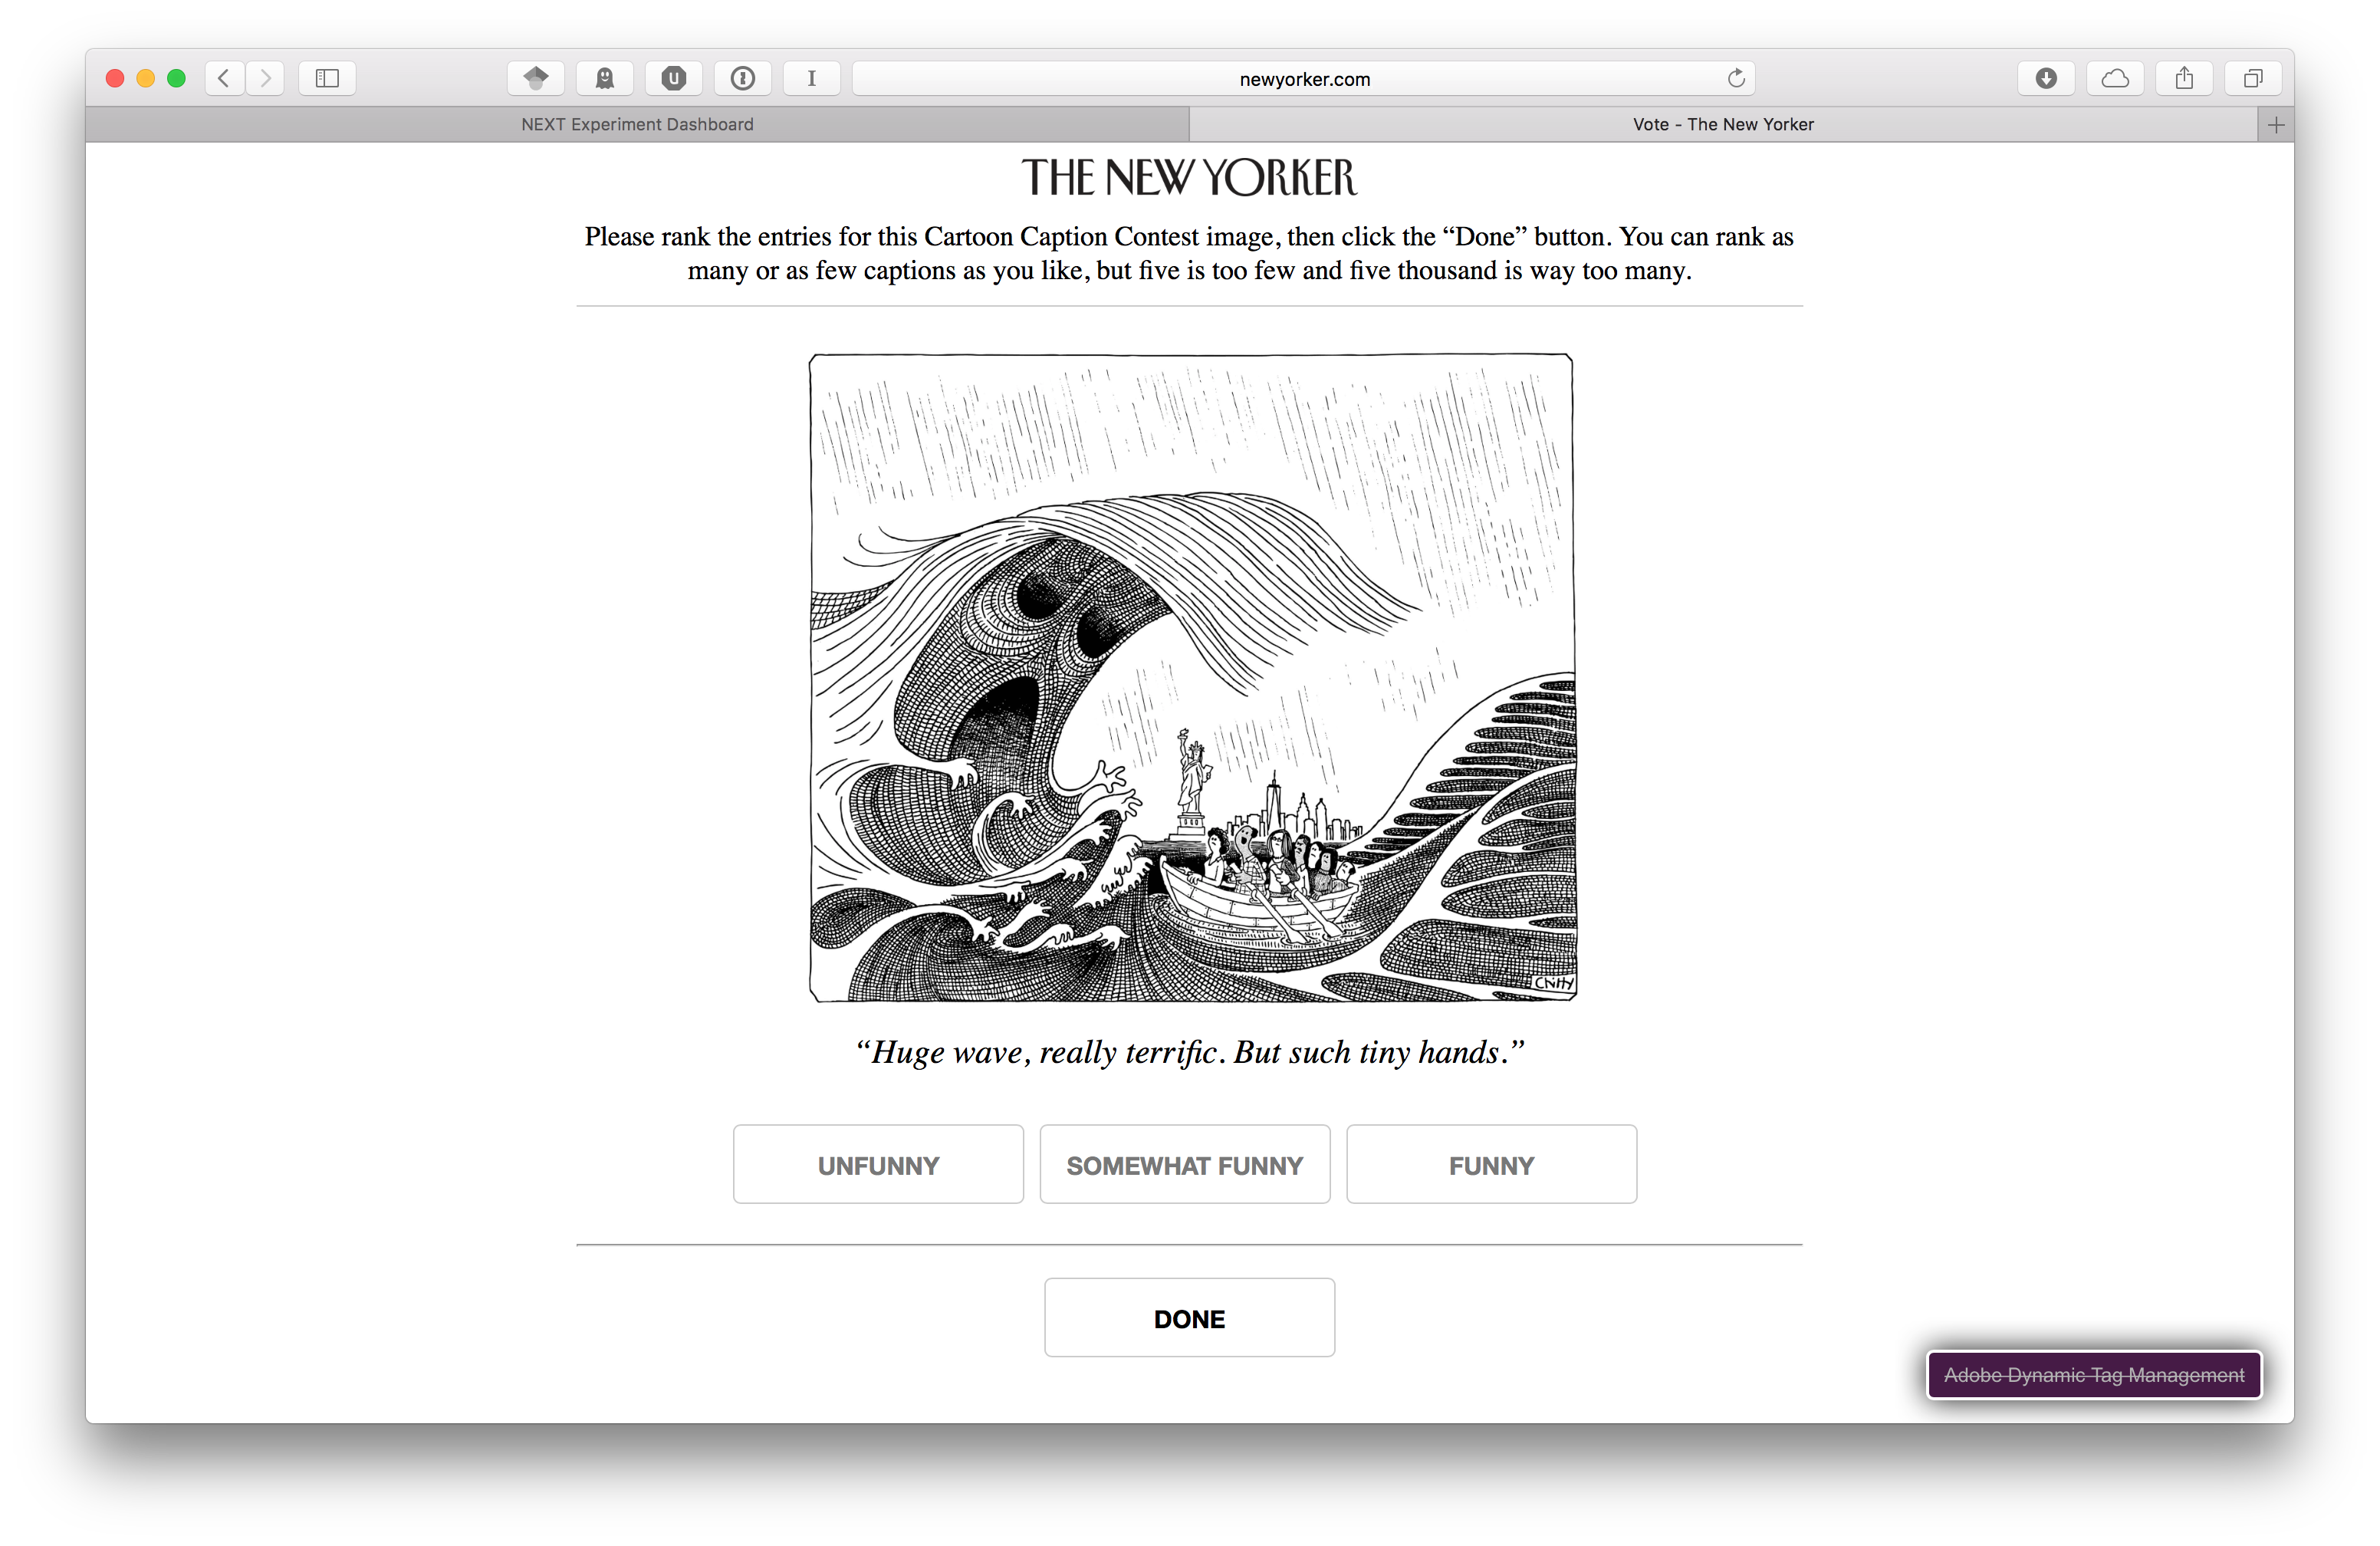 newyorker.com
NEXT Experiment Dashboard
Vote - The New Yorker
THE NEW YORKER
Please rank the entries for this Cartoon Caption Contest image, then click the “Done” button. You can rank as
many or as few captions as you like, but five is too few and five thousand is way too many.
Chitty
“Huge wave, really terrific. But such tiny hands.”
UNFUNNY
SOMEWHAT FUNNY
FUNNY
DONE
Adobe Dynamic Tag Management